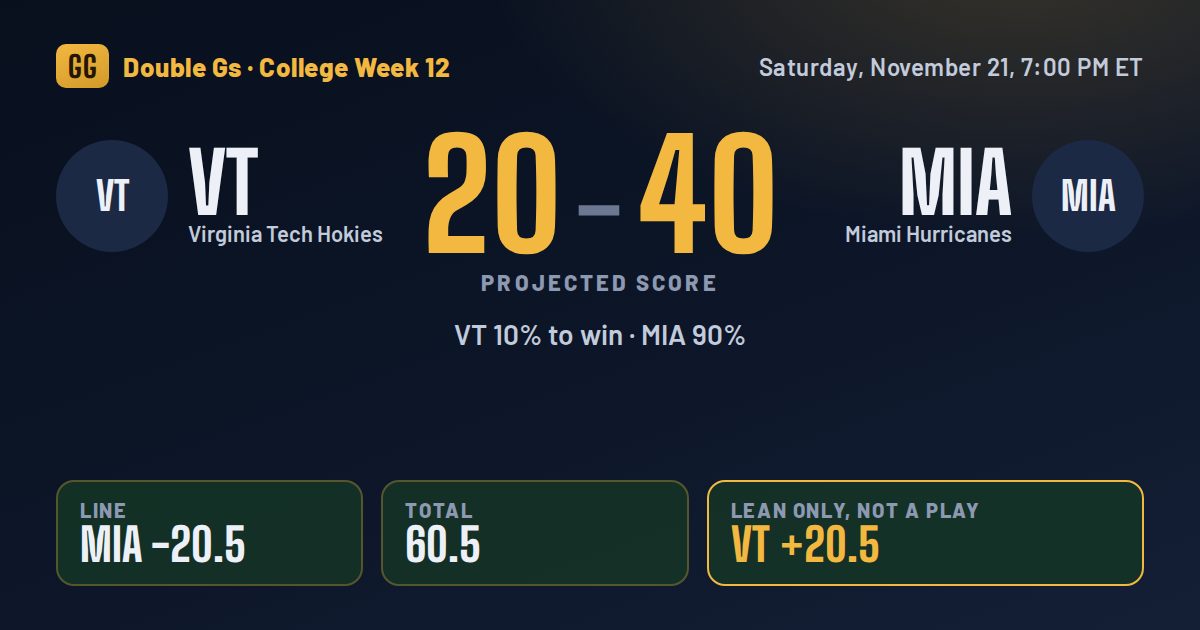 GG
Double Gs · College Week 12
Saturday, November 21, 7:00 PM ET
VT
VT
Virginia Tech Hokies
20 – 40
MIA
Miami Hurricanes
MIA
PROJECTED SCORE
VT 10% to win · MIA 90%
LINE
MIA −20.5
TOTAL
60.5
LEAN ONLY, NOT A PLAY
VT +20.5